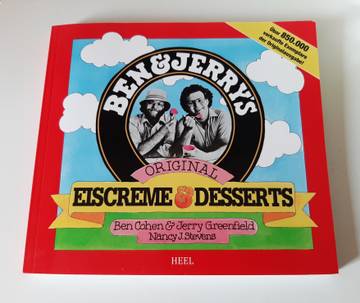 Über 850.000
verkaufte Exemplare
der Originalausgabe!
BEN & JERRY'S
ORIGINAL
EISCREME & DESSERTS
Ben Cohen & Jerry Greenfield
Nancy J. Stevens
HEEL